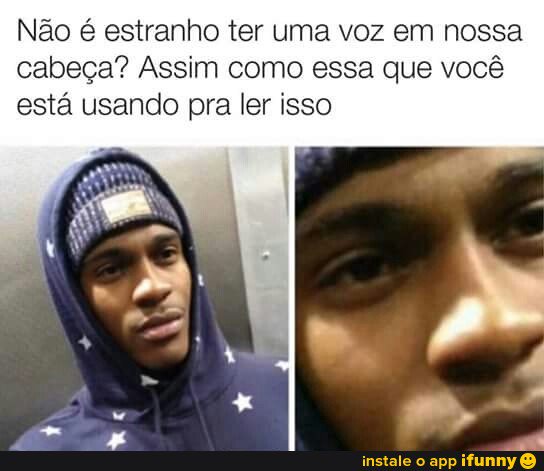 Não é estranho ter uma voz em nossa
cabeça? Assim como essa que você
está usando pra ler isso
instale o app ifunny